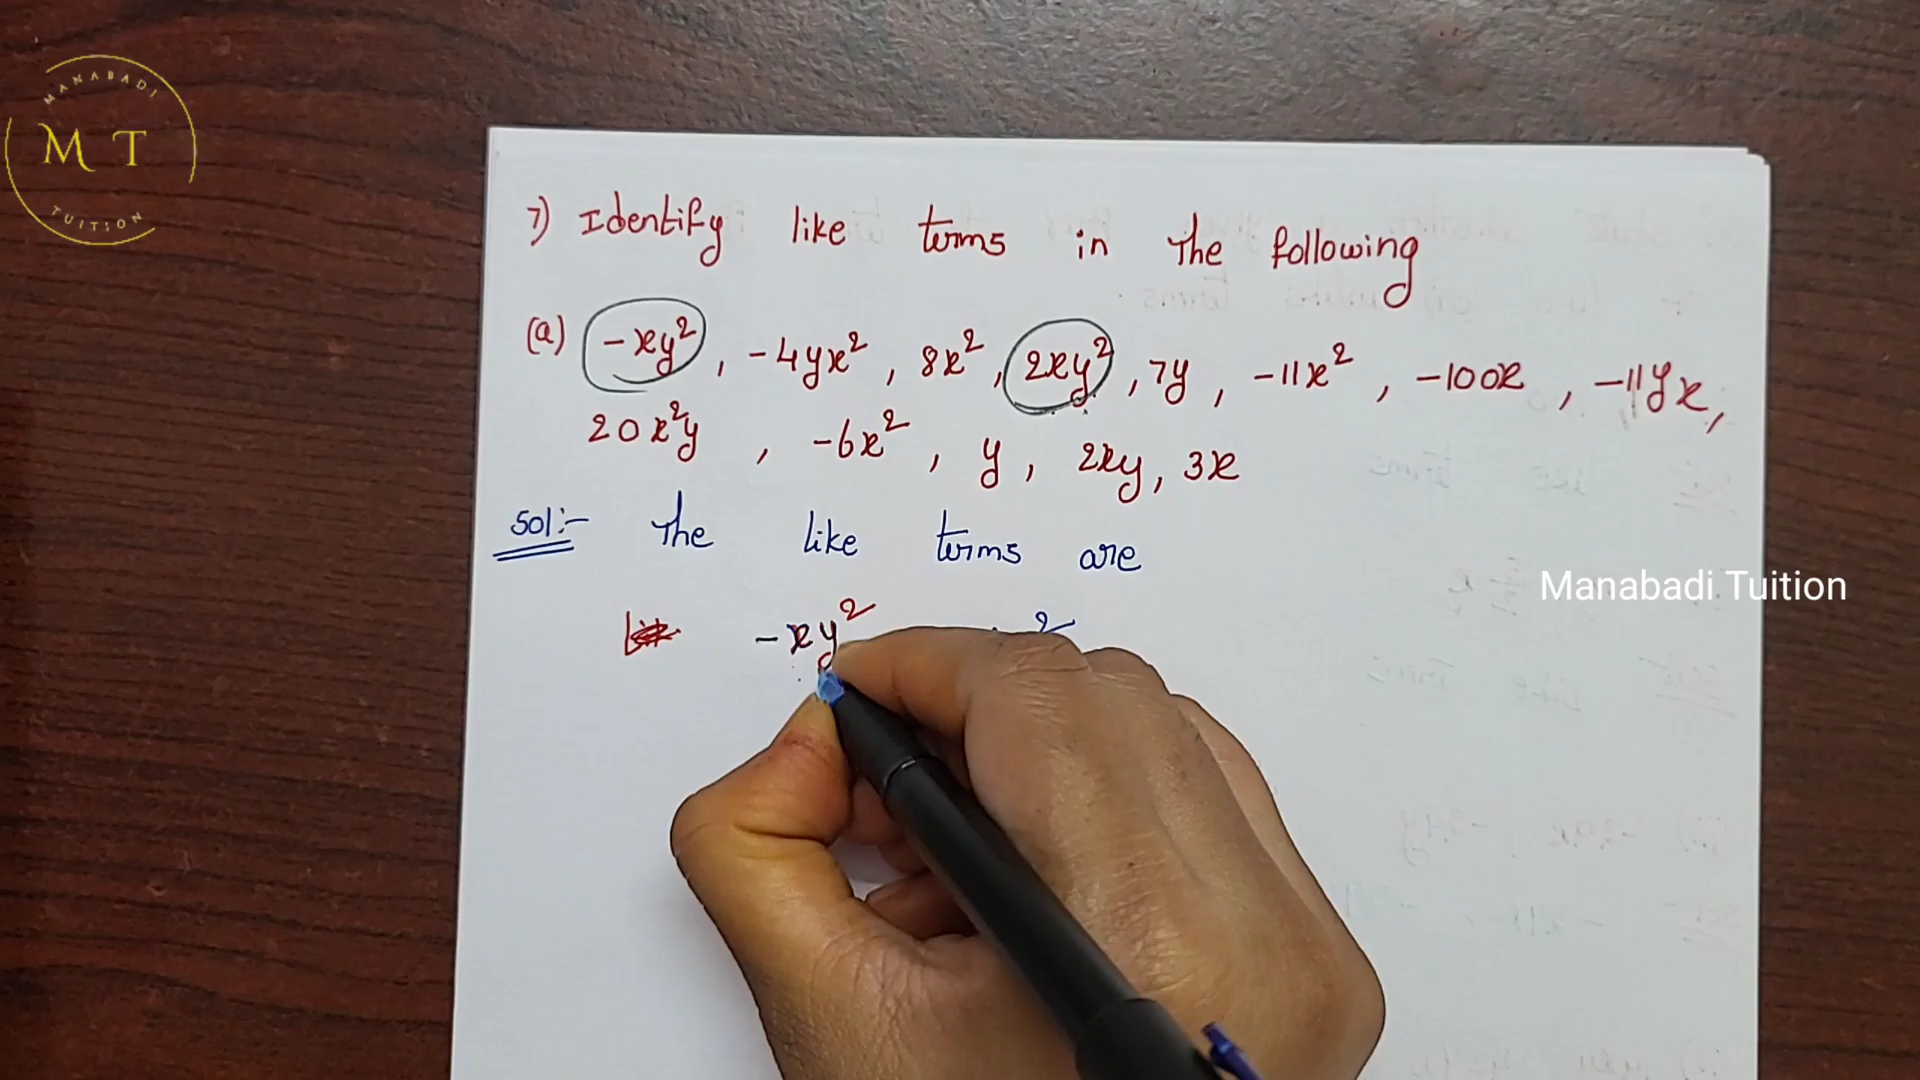 MANABADI
MT
TUITION
7) Identify like terms in the following
(a) -xy², -4yx², 8x², 2xy², 7y, -11x², -100x, -11yx,
20x²y, -6x², y, 2xy, 3x
Sol:- The like terms are
-xy²
Manabadi Tuition